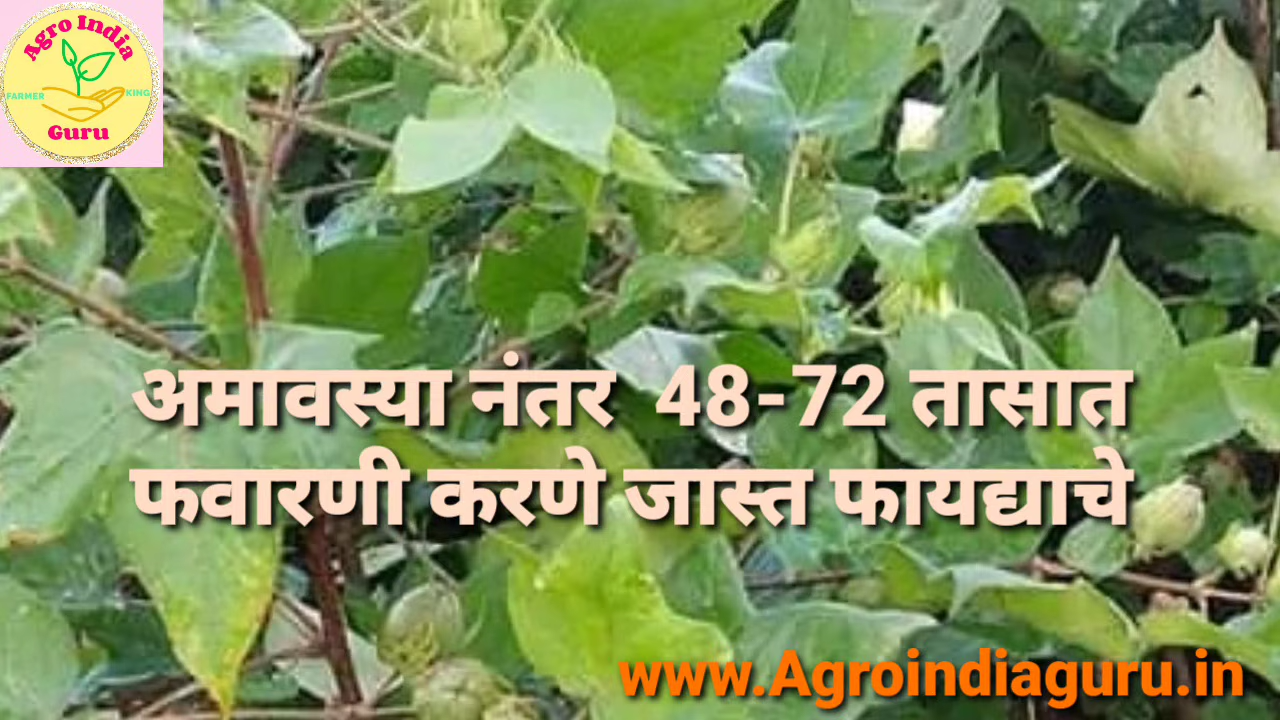 Agro India
FARMER KING
Guru
अमावस्या नंतर 48-72 तासात
फवारणी करणे जास्त फायद्याचे
www.Agroindiaguru.in